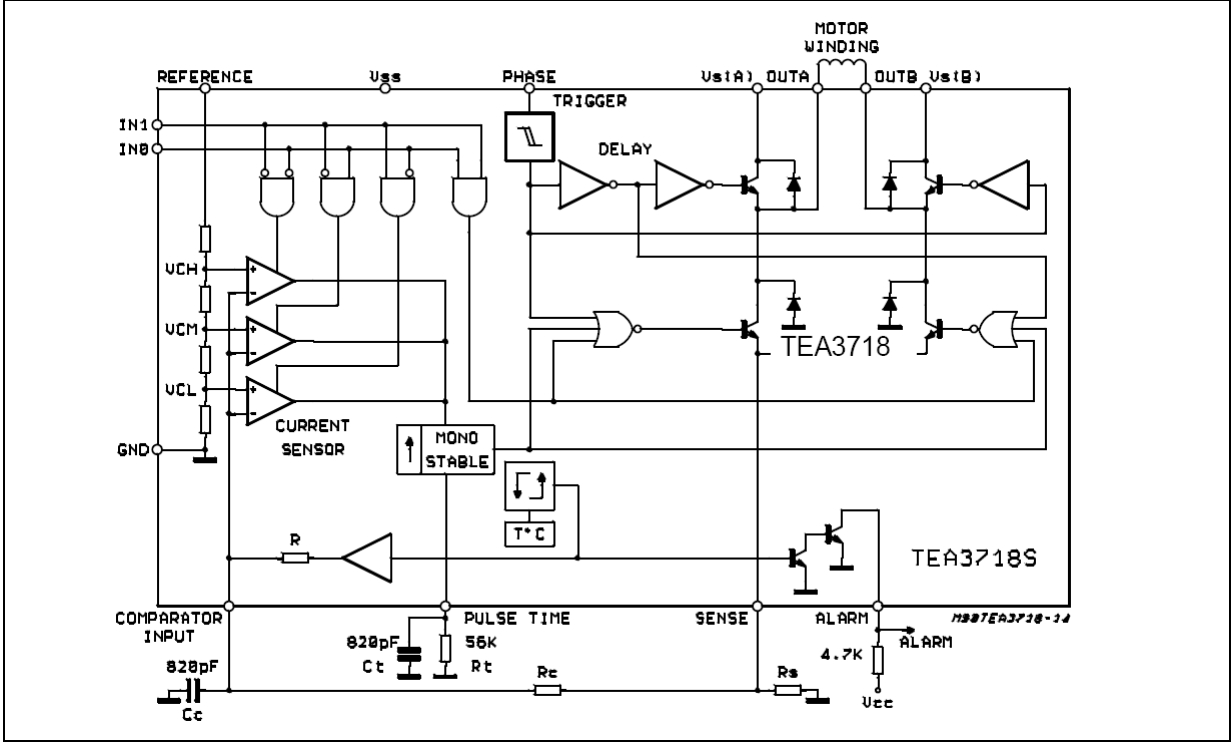 MOTOR
WINDING
REFERENCE
Vss
PHASE
Vs(A)
OUTA
OUTB
Vs(B)
TRIGGER
IN1
IN0
DELAY
VCH
VCM
TEA3718
VCL
CURRENT
SENSOR
MONO
STABLE
GND
T°C
R
TEA3718S
COMPARATOR
INPUT
PULSE TIME
SENSE
ALARM
M90TEA3718-14
820pF
Ct
56K
Rt
ALARM
4.7K
820pF
Cc
Rc
Rs
Vcc